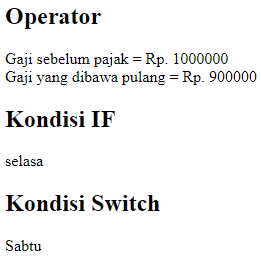 Operator
Gaji sebelum pajak = Rp. 1000000
Gaji yang dibawa pulang = Rp. 900000
Kondisi IF
selasa
Kondisi Switch
Sabtu